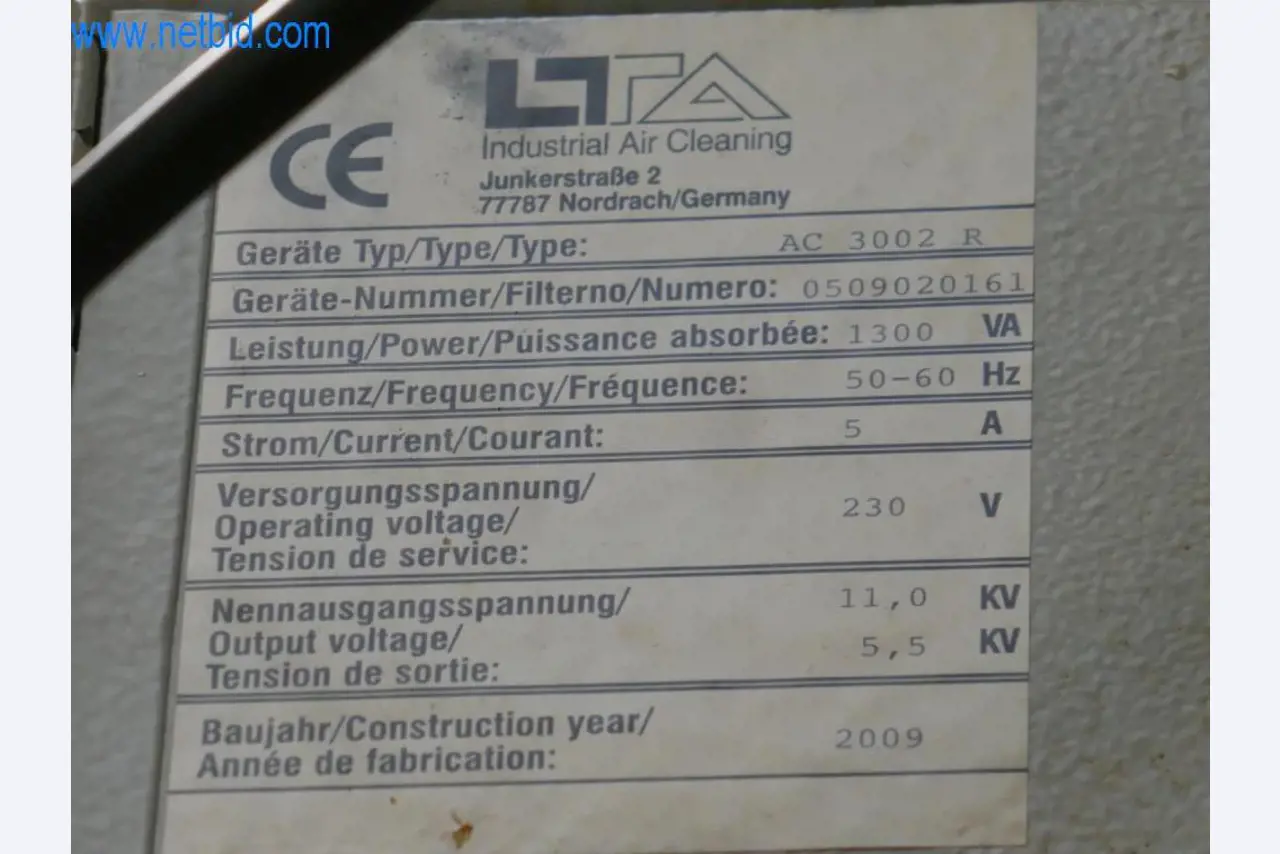 www.netbid.com
LTA
CE
Industrial Air Cleaning
Junkerstraße 2
77787 Nordrach/Germany
Geräte Typ/Type/Type: AC 3002 R
Geräte-Nummer/Filterno/Numero: 0509020161
Leistung/Power/Puissance absorbée: 1300 VA
Frequenz/Frequency/Fréquence: 50-60 Hz
Strom/Current/Courant: 5 A
Versorgungsspannung/
Operating voltage/ 230 V
Tension de service:
Nennausgangsspannung/ 11,0 KV
Output voltage/ 5,5 KV
Tension de sortie:
Baujahr/Construction year/ 2009
Année de fabrication: